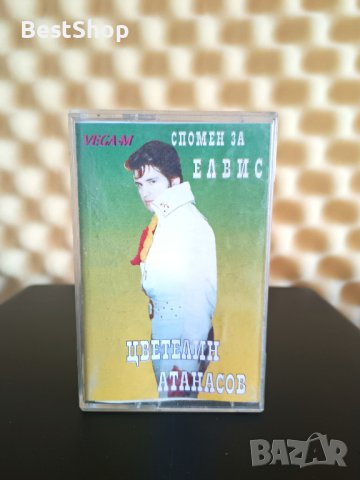 BestShop
VEGA-M
СПОМЕН ЗА
ЕЛВИС
ЦВЕТЕЛИН
АТАНАСОВ
BAZAR